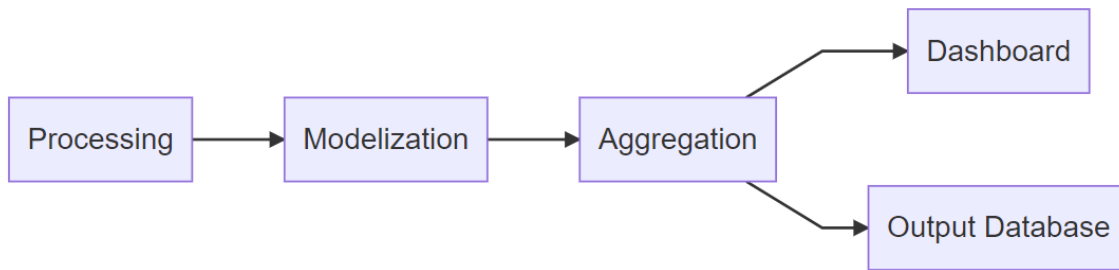 Processing
Modelization
Aggregation
Dashboard
Output Database